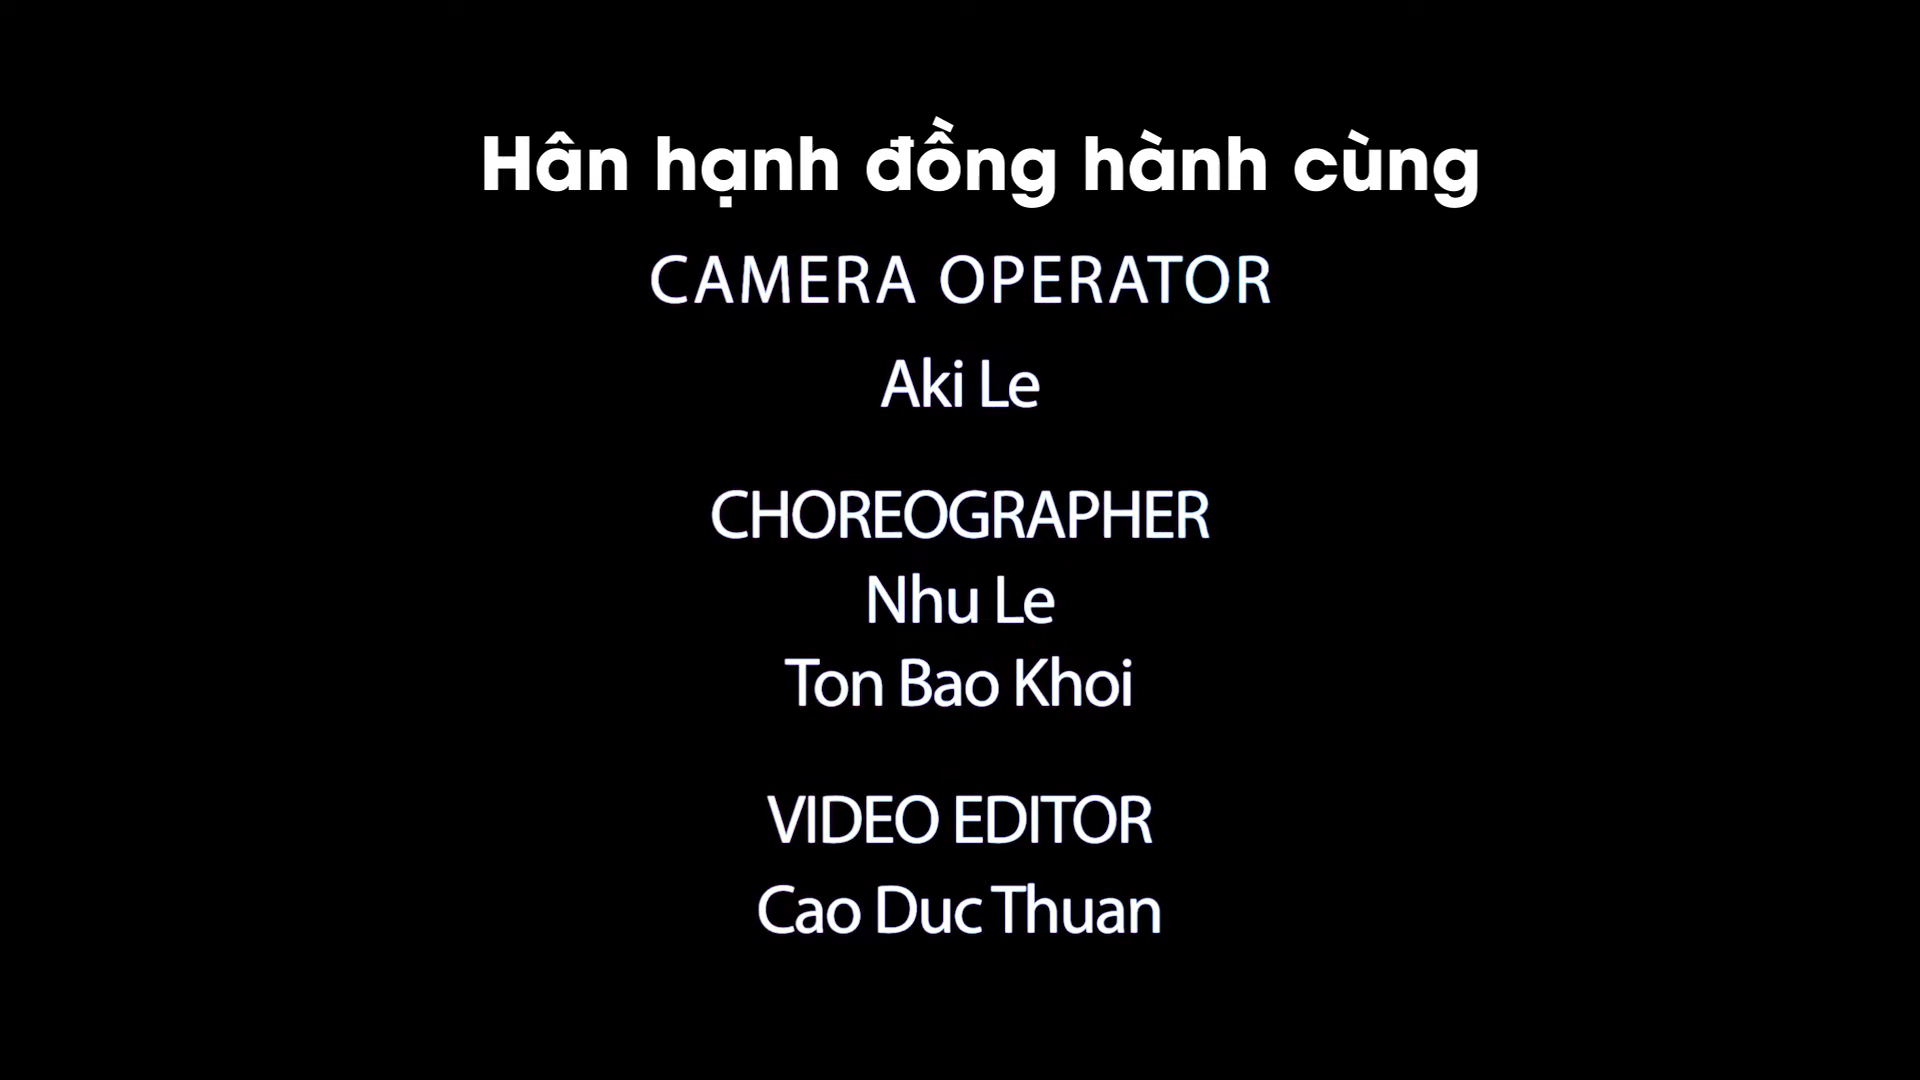 Hân hạnh đồng hành cùng
CAMERA OPERATOR
Aki Le
CHOREOGRAPHER
Nhu Le
Ton Bao Khoi
VIDEO EDITOR
Cao Duc Thuan